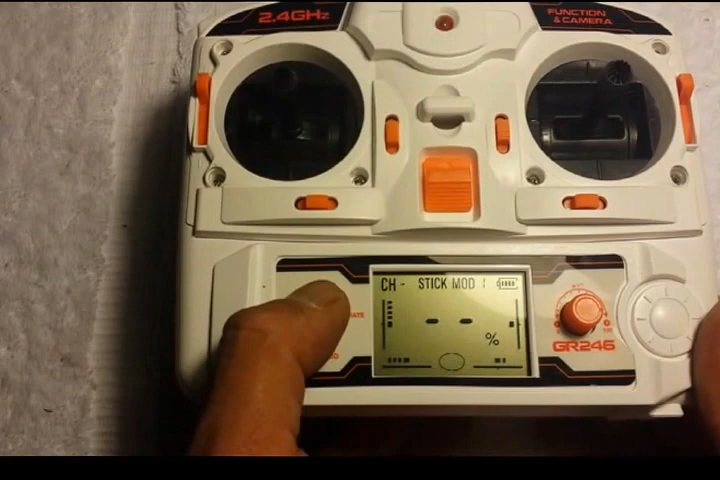 2.4GHz
FUNCTION
& CAMERA
CH - STICK MOD 1
- -
%
GR246